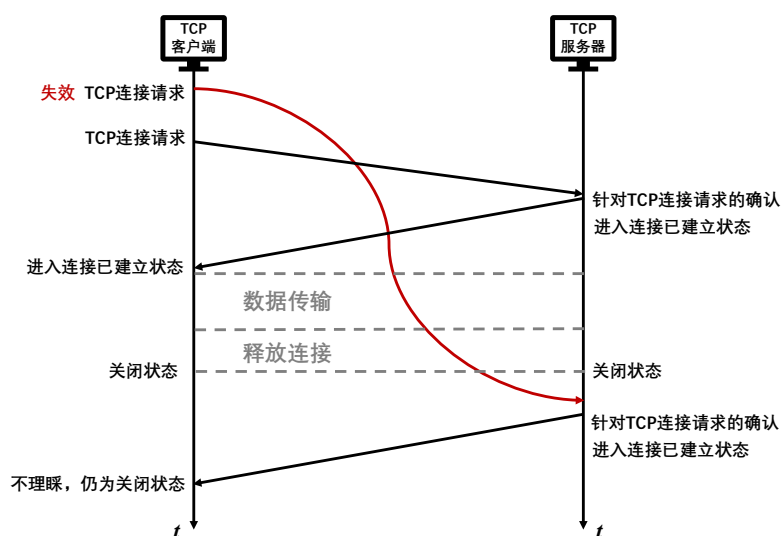 TCP
客户端
TCP
服务器
失效 TCP连接请求
TCP连接请求
针对TCP连接请求的确认
进入连接已建立状态
进入连接已建立状态
数据传输
释放连接
关闭状态
关闭状态
针对TCP连接请求的确认
进入连接已建立状态
不理睬，仍为关闭状态
t
t